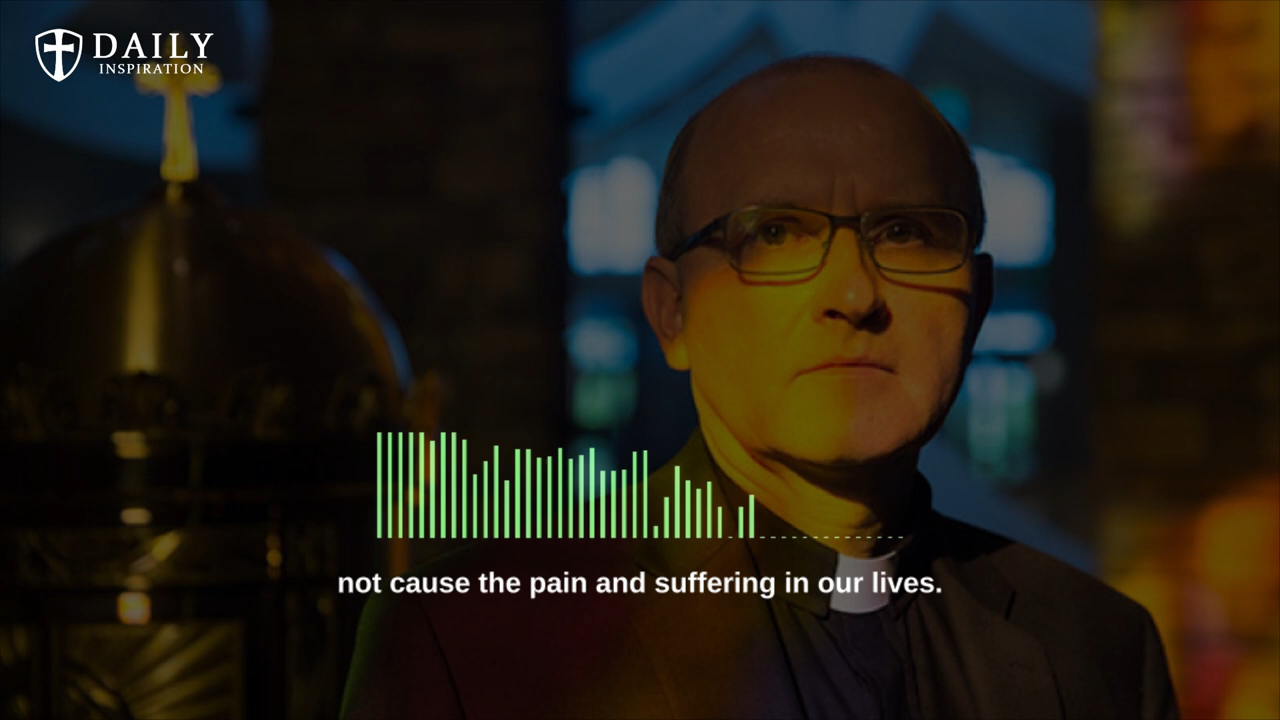 DAILY
INSPIRATION
not cause the pain and suffering in our lives.